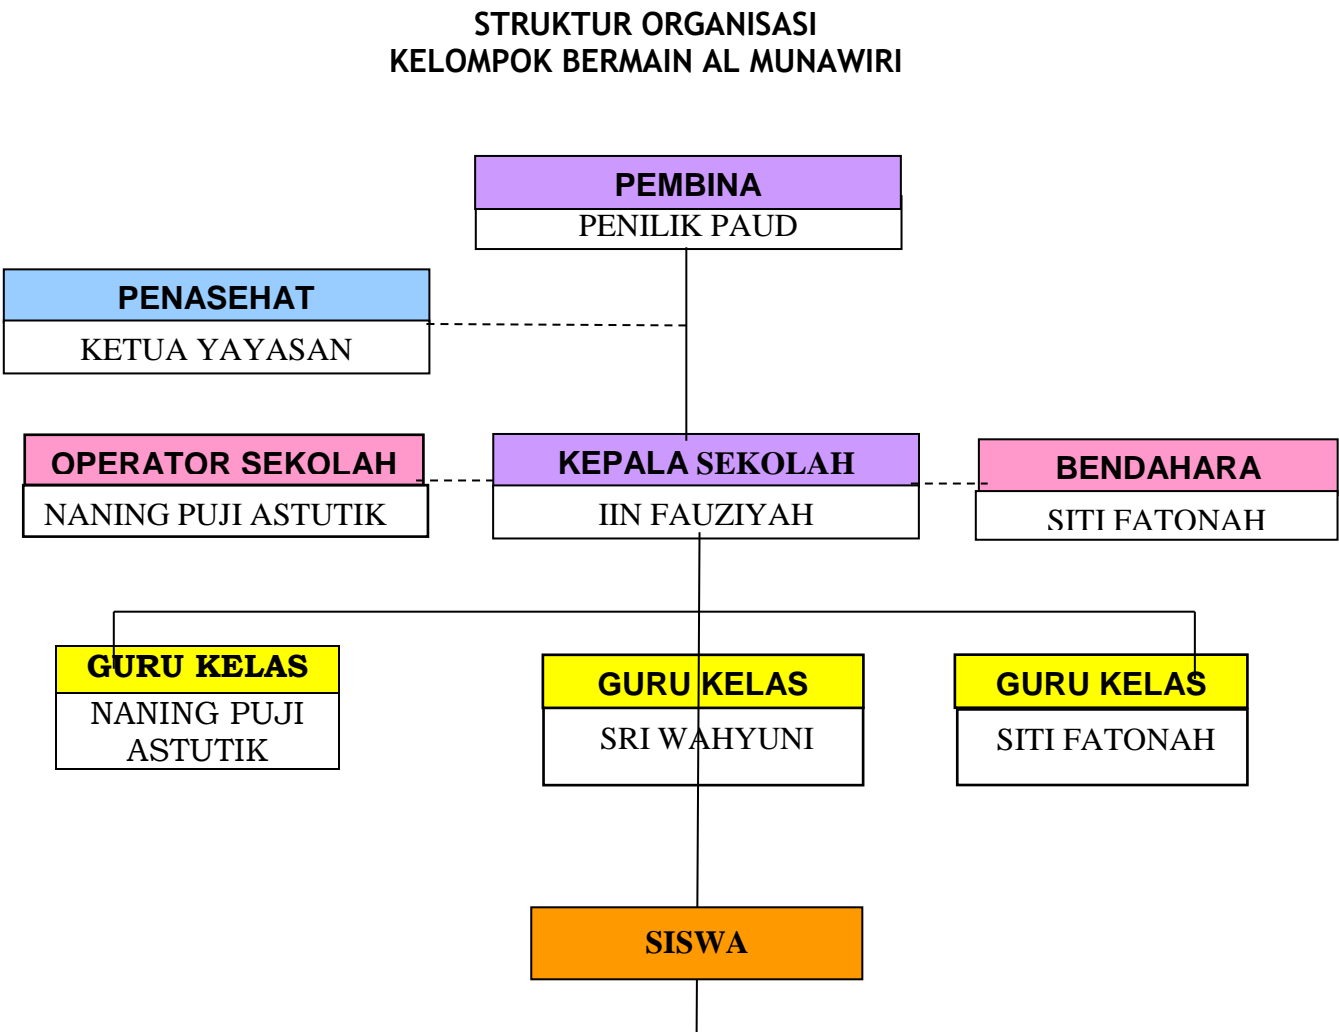 STRUKTUR ORGANISASI
KELOMPOK BERMAIN AL MUNAWIRI
PEMBINA
PENILIK PAUD
PENASEHAT
KETUA YAYASAN
OPERATOR SEKOLAH
NANING PUJI ASTUTIK
KEPALA SEKOLAH
IIN FAUZIYAH
BENDAHARA
SITI FATONAH
GURU KELAS
NANING PUJI
ASTUTIK
GURU KELAS
SRI WAHYUNI
GURU KELAS
SITI FATONAH
SISWA